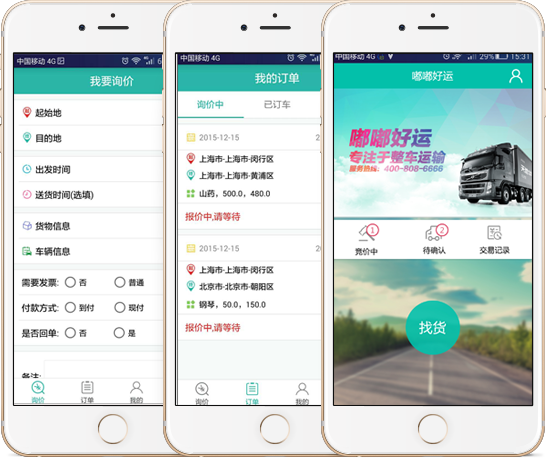 中国移动 4G
我要询价
起始地
目的地
出发时间
送货时间(选填)
货物信息
车辆信息
需要发票: 否 普通
付款方式: 到付 现付
是否回单: 否 是
备注:
询价 订单 我的
中国移动 4G
我的订单
询价中 已订车
2015-12-15
上海市-上海市-闵行区
上海市-上海市-黄浦区
山药，500.0，480.0
报价中,请等待
2015-12-15
上海市-上海市-闵行区
北京市-北京市-朝阳区
钢琴，50.0，150.0
报价中,请等待
询价 订单 我的
中国移动 4G 29% 15:31
嘟嘟好运
嘟嘟好运
专注于整车运输
服务热线：400-808-6666
1 2
竞价中 待确认 交易记录
找货